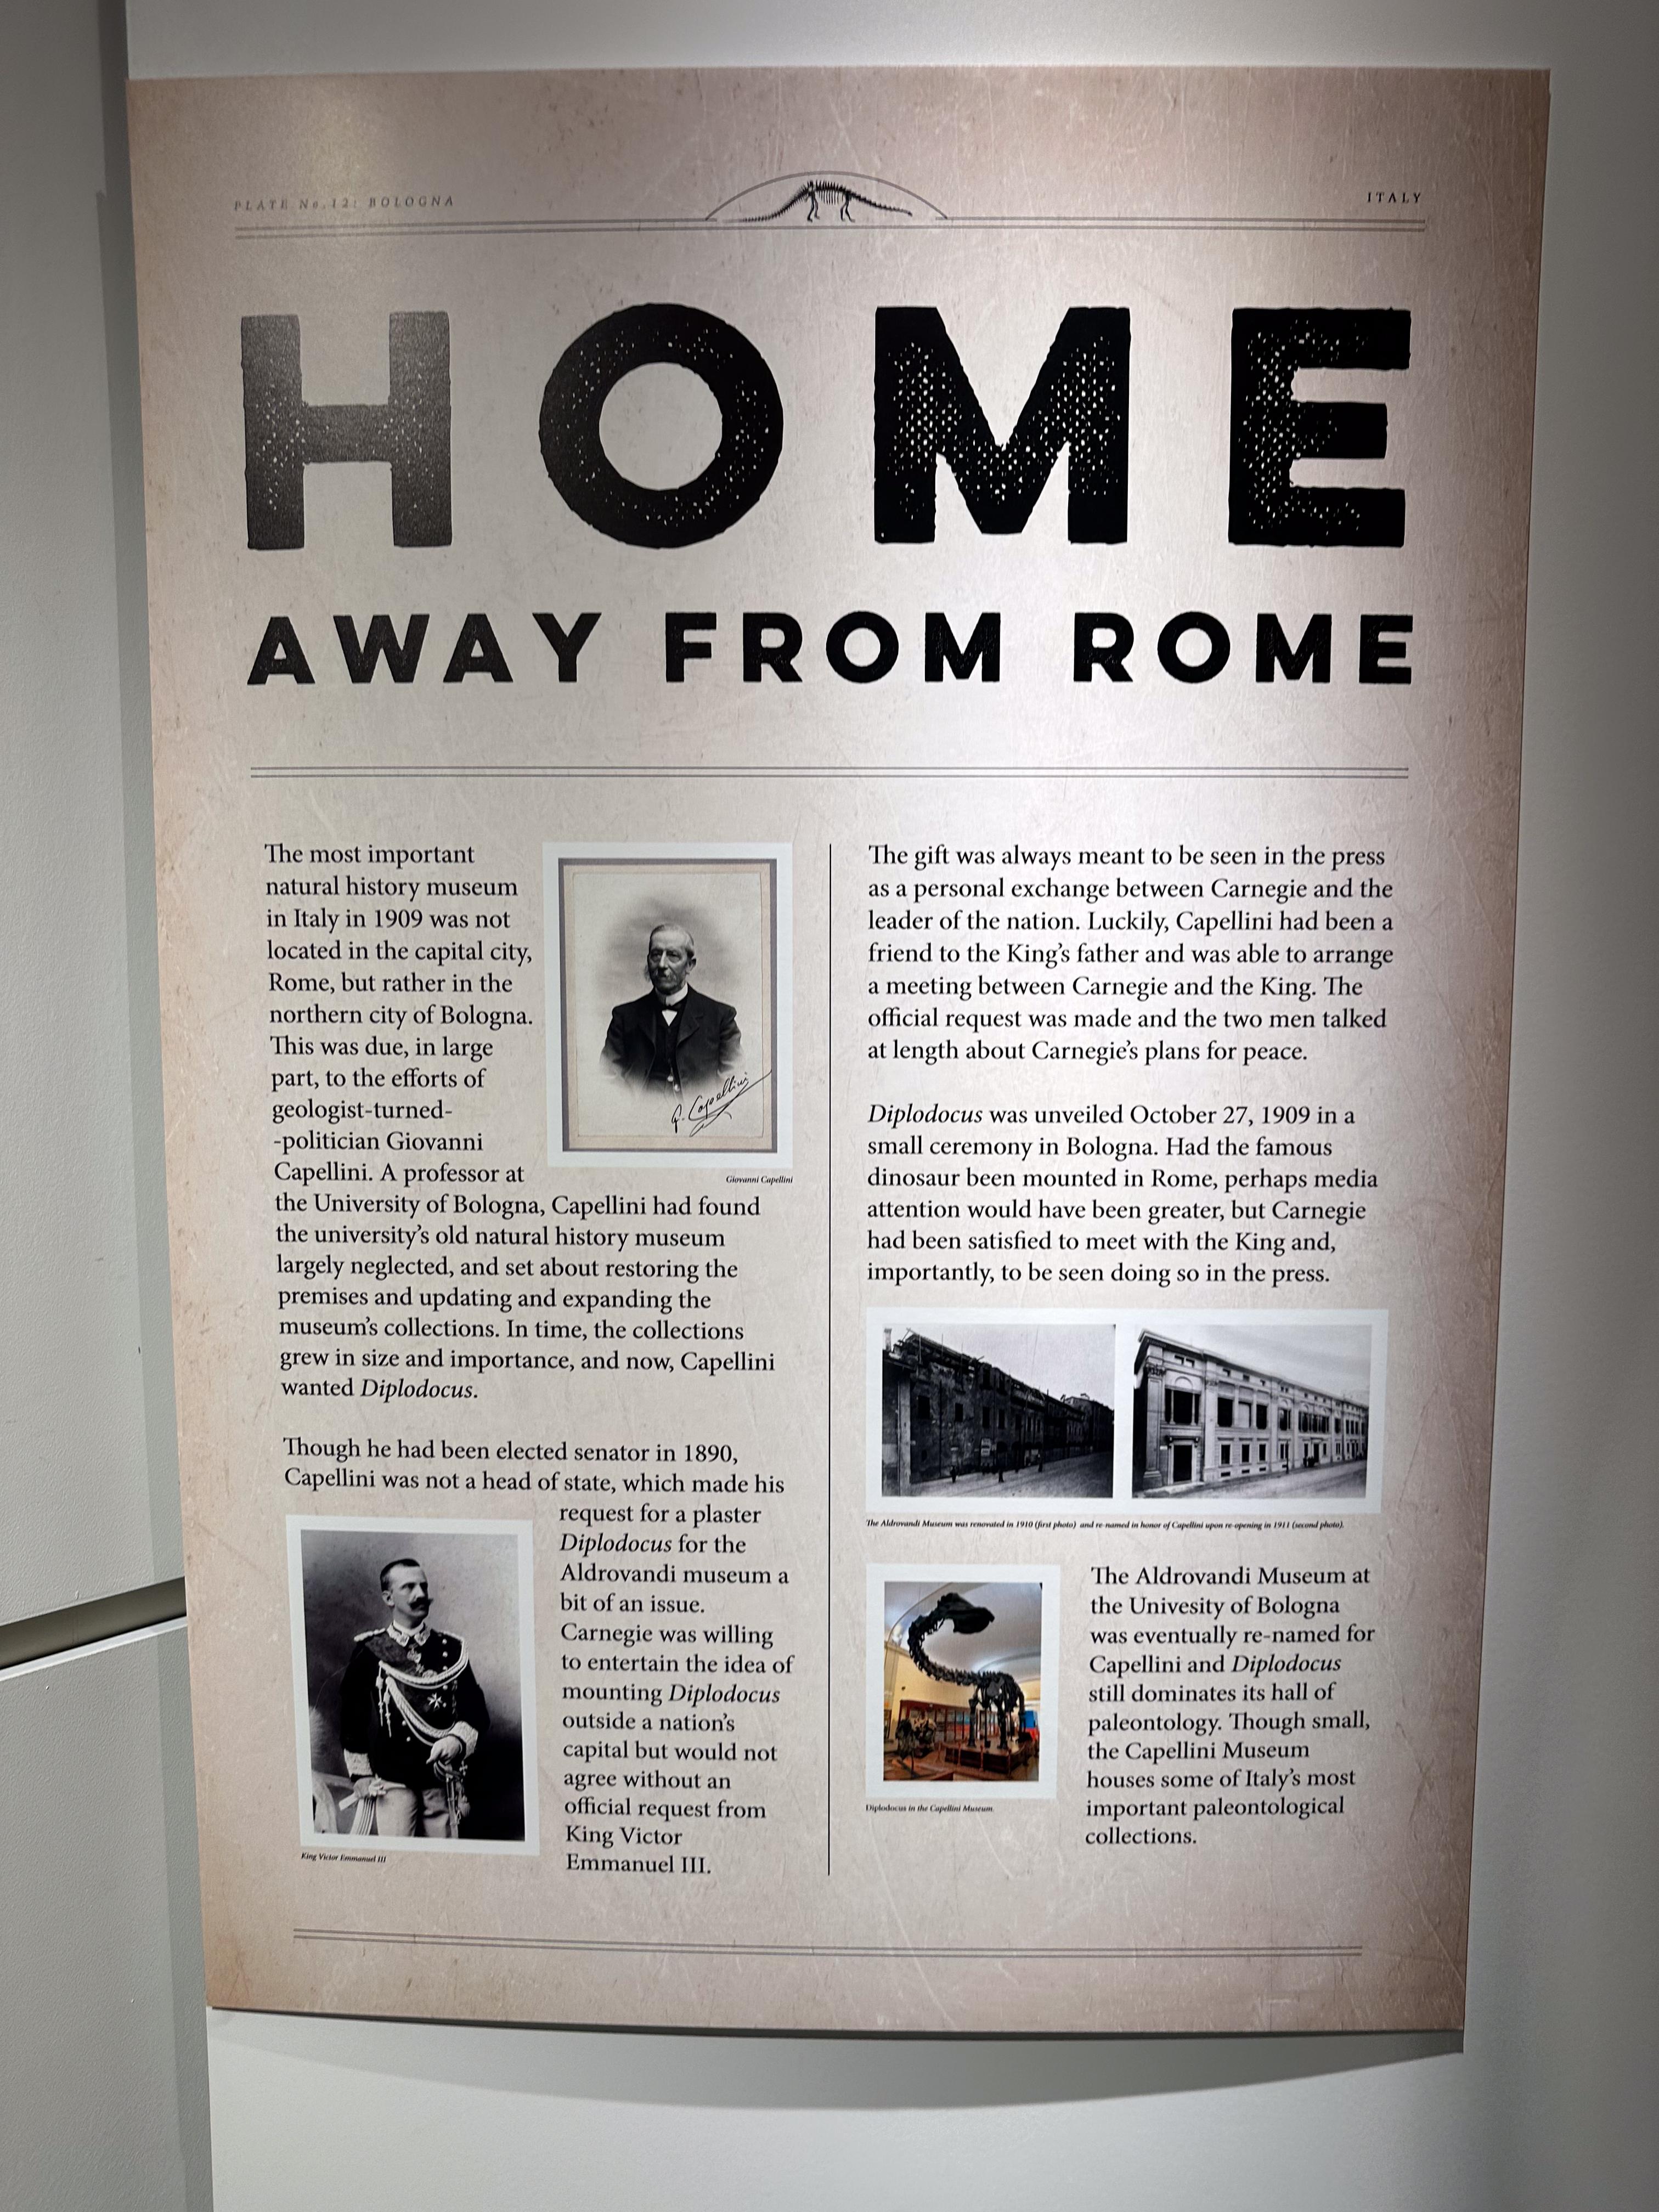 PLATE No.12: BOLOGNA
ITALY
HOME
AWAY FROM ROME
The most important
natural history museum
in Italy in 1909 was not
located in the capital city,
Rome, but rather in the
northern city of Bologna.
This was due, in large
part, to the efforts of
geologist-turned-
-politician Giovanni
Capellini. A professor at
the University of Bologna, Capellini had found
the university's old natural history museum
largely neglected, and set about restoring the
premises and updating and expanding the
museum's collections. In time, the collections
grew in size and importance, and now, Capellini
wanted Diplodocus.
G. Capellini
Giovanni Capellini
Though he had been elected senator in 1890,
Capellini was not a head of state, which made his
request for a plaster
Diplodocus for the
Aldrovandi museum a
bit of an issue.
Carnegie was willing
to entertain the idea of
mounting Diplodocus
outside a nation's
capital but would not
agree without an
official request from
King Victor
Emmanuel III.
King Victor Emmanuel III
The gift was always meant to be seen in the press
as a personal exchange between Carnegie and the
leader of the nation. Luckily, Capellini had been a
friend to the King's father and was able to arrange
a meeting between Carnegie and the King. The
official request was made and the two men talked
at length about Carnegie's plans for peace.
Diplodocus was unveiled October 27, 1909 in a
small ceremony in Bologna. Had the famous
dinosaur been mounted in Rome, perhaps media
attention would have been greater, but Carnegie
had been satisfied to meet with the King and,
importantly, to be seen doing so in the press.
The Aldrovandi Museum was renovated in 1910 (first photo) and re-named in honor of Capellini upon re-opening in 1911 (second photo).
The Aldrovandi Museum at
the Univesity of Bologna
was eventually re-named for
Capellini and Diplodocus
still dominates its hall of
paleontology. Though small,
the Capellini Museum
houses some of Italy's most
important paleontological
collections.
Diplodocus in the Capellini Museum